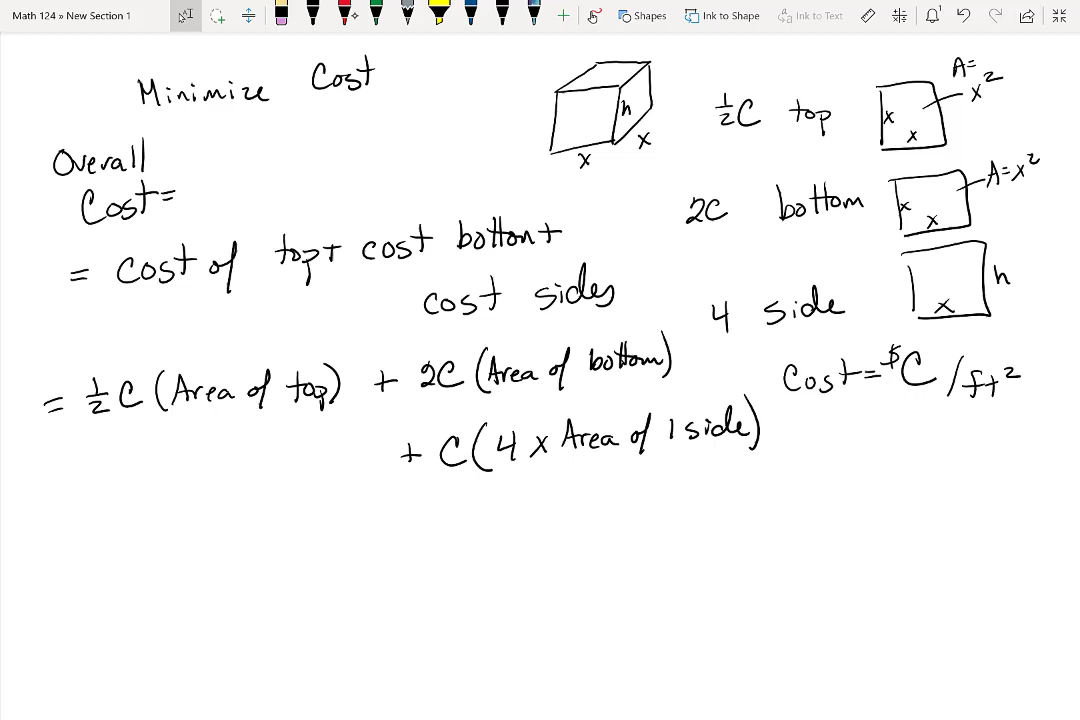 Math 124 » New Section 1
Shapes
Ink to Shape
Ink to Text
Minimize Cost
Overall
Cost=
= cost of top+ cost bottom+
cost sides
= 1/2 C (Area of top) + 2C (Area of bottom)
+ C(4 x Area of 1 side)
h
x
x
1/2 C top
x
x
A=
x²
2C bottom
x
x
A=x²
4 side
x
h
Cost=$C/ft²